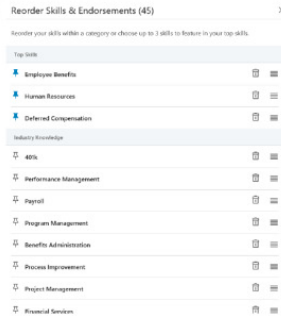 Reorder Skills & Endorsements (45)
Reorder your skills within a category or choose up to 3 skills to feature in your top skills.
Top Skills
Employee Benefits
Human Resources
Deferred Compensation
Industry Knowledge
401k
Performance Management
Payroll
Program Management
Benefits Administration
Process Improvement
Project Management
Financial Services